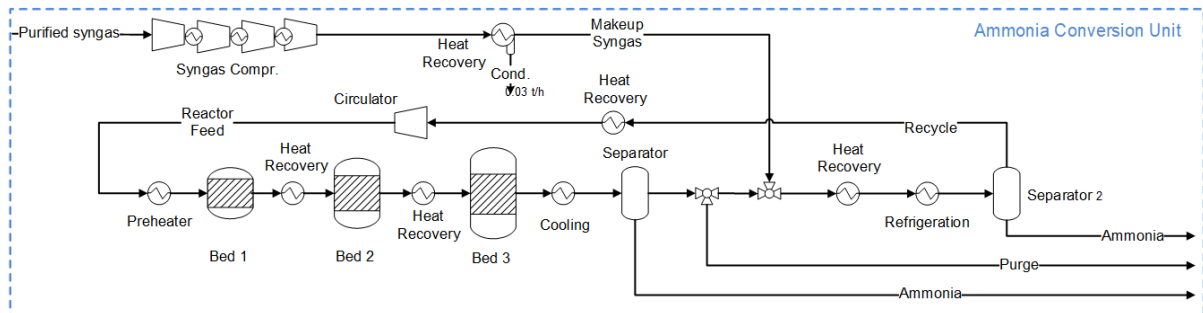 Purified syngas
Makeup
Syngas
Ammonia Conversion Unit
Heat
Recovery
Syngas Compr.
Cond.
0.03 t/h
Heat
Recovery
Circulator
Reactor
Feed
Recycle
Heat
Recovery
Separator
Heat
Recovery
Separator 2
Preheater
Heat
Recovery
Cooling
Refrigeration
Bed 1
Bed 2
Bed 3
Ammonia
Purge
Ammonia